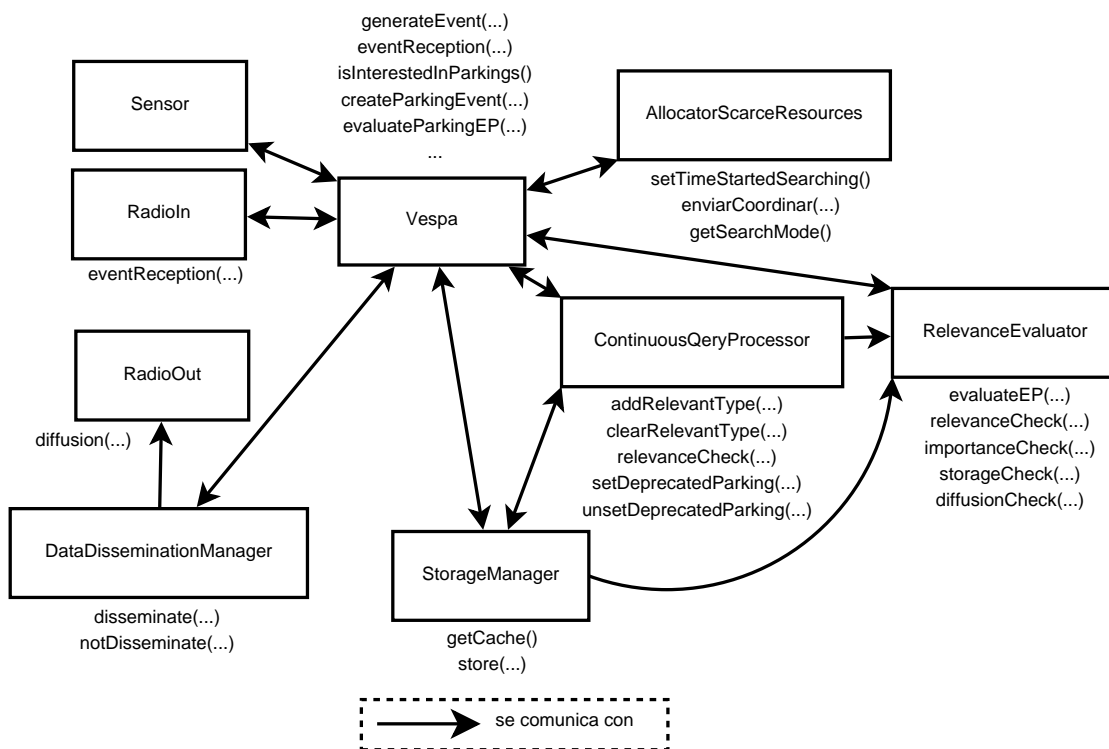 generateEvent(...)
eventReception(...)
isInterestedInParkings()
createParkingEvent(...)
evaluateParkingEP(...)
...
Sensor
AllocatorScarceResources
setTimeStartedSearching()
enviarCoordinar(...)
getSearchMode()
RadioIn
eventReception(...)
Vespa
RadioOut
diffusion(...)
ContinuousQeryProcessor
addRelevantType(...)
clearRelevantType(...)
relevanceCheck(...)
setDeprecatedParking(...)
unsetDeprecatedParking(...)
RelevanceEvaluator
evaluateEP(...)
relevanceCheck(...)
importanceCheck(...)
storageCheck(...)
diffusionCheck(...)
DataDisseminationManager
disseminate(...)
notDisseminate(...)
StorageManager
getCache()
store(...)
se comunica con